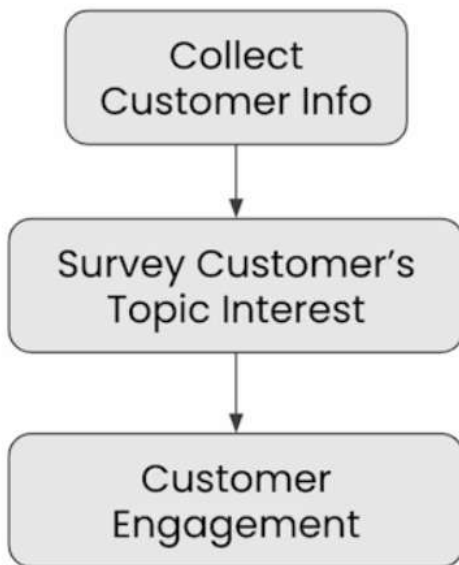 Collect
Customer Info
Survey Customer’s
Topic Interest
Customer
Engagement